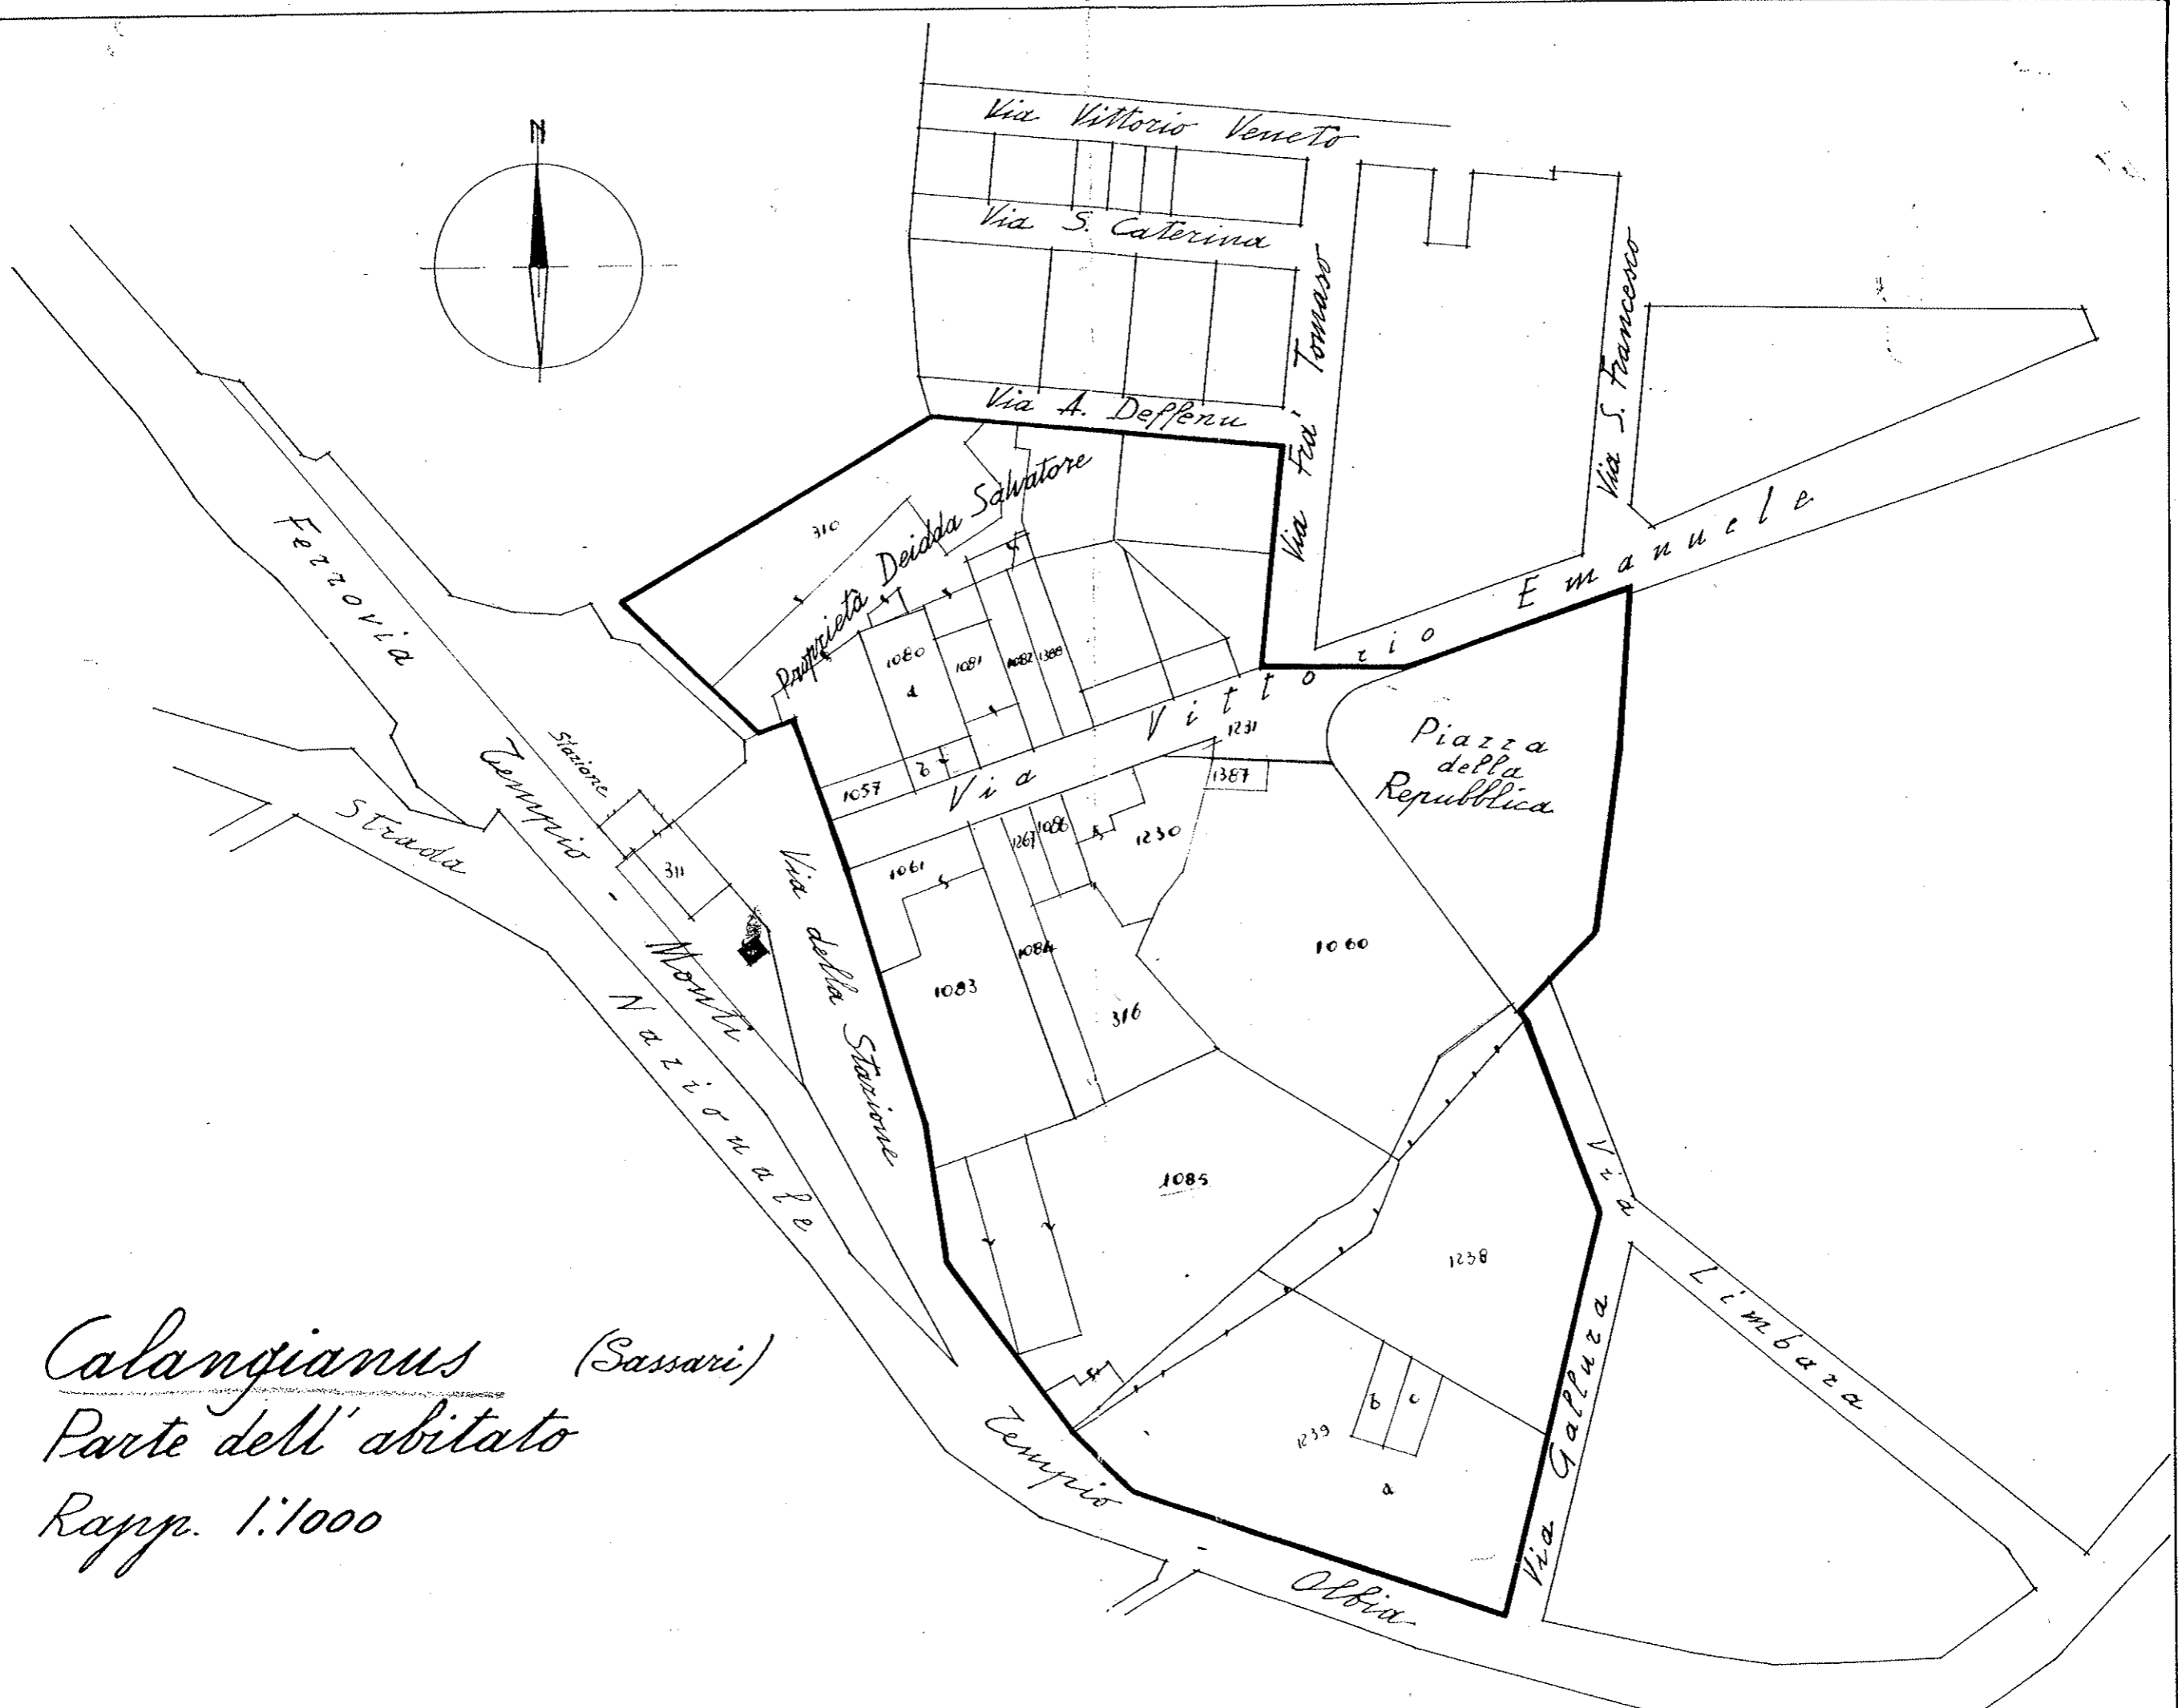 N
Via Vittorio Veneto
Via S. Caterina
Via A. Deffenu
Via Fra' Tomaso
Via S. Francesco
Via Vittorio Emanuele
Proprietà Deidda Salvatore
310
1080
a
1081
1082
1388
1057
b
1231
1387
Piazza
della
Repubblica
1061
1267
1086
1230
1083
1084
316
1060
1085
1238
1239
b
c
a
Ferrovia Tempio - Monti
Stazione
311
Via della Stazione
Strada Nazionale Tempio - Olbia
Via Limbara
Via Gallura
Calangianus (Sassari)
Parte dell' abitato
Rapp. 1:1000